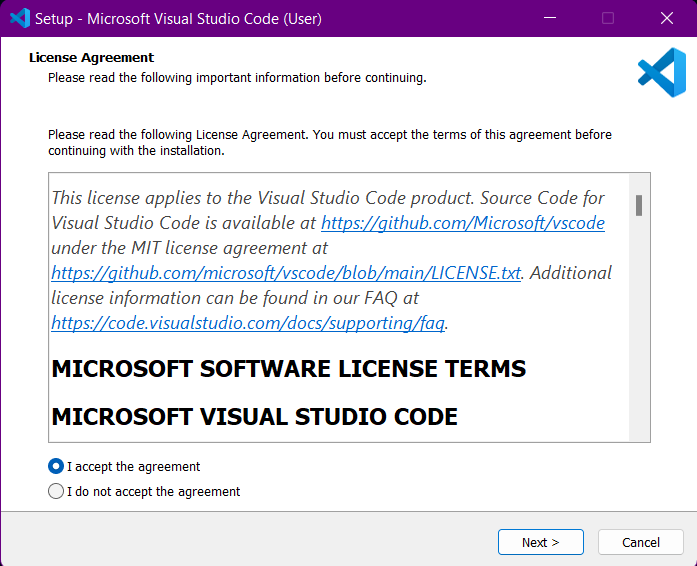 Setup - Microsoft Visual Studio Code (User)
License Agreement
Please read the following important information before continuing.
Please read the following License Agreement. You must accept the terms of this agreement before
continuing with the installation.
This license applies to the Visual Studio Code product. Source Code for
Visual Studio Code is available at https://github.com/Microsoft/vscode
under the MIT license agreement at
https://github.com/microsoft/vscode/blob/main/LICENSE.txt. Additional
license information can be found in our FAQ at
https://code.visualstudio.com/docs/supporting/faq.
MICROSOFT SOFTWARE LICENSE TERMS
MICROSOFT VISUAL STUDIO CODE
I accept the agreement
I do not accept the agreement
Next >
Cancel